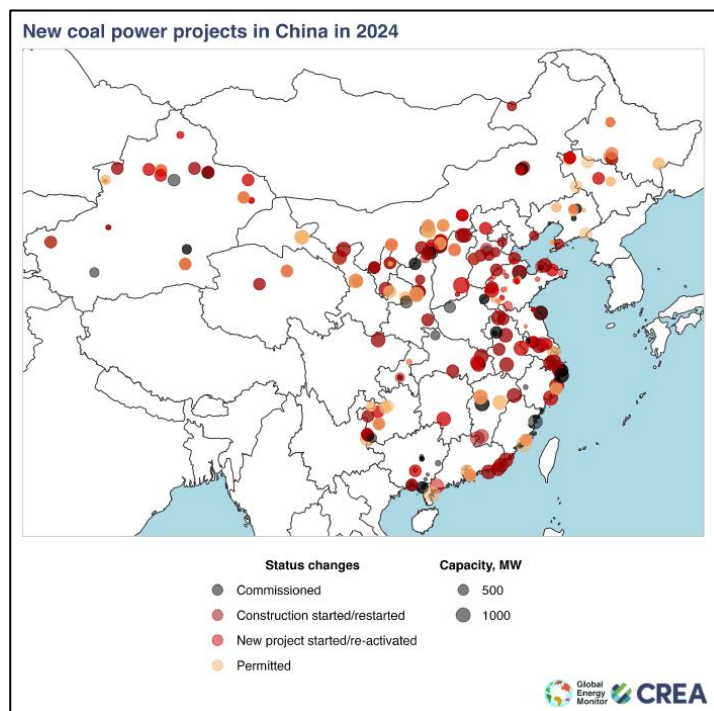 New coal power projects in China in 2024
Status changes
Commissioned
Construction started/restarted
New project started/re-activated
Permitted
Capacity, MW
500
1000
Global
Energy
Monitor
CREA